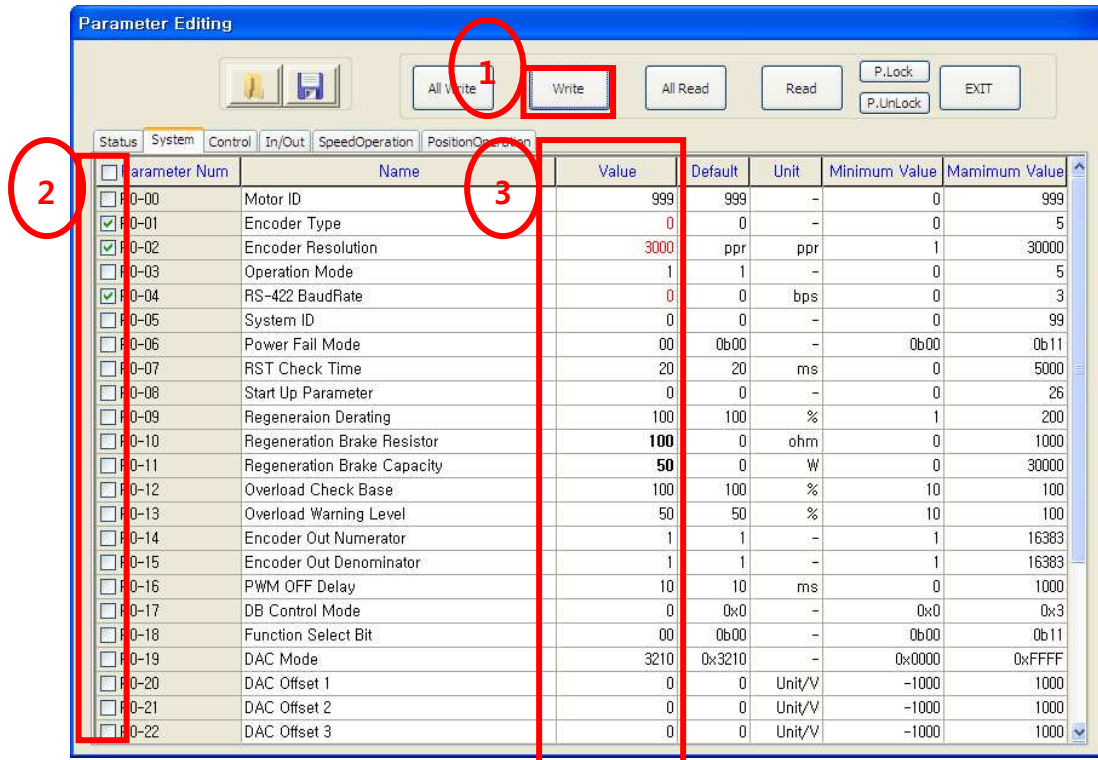 Parameter Editing
1
All Write Write All Read Read P.Lock P.UnLock EXIT
Status System Control In/Out SpeedOperation PositionOperation
2
3
Parameter Num Name Value Default Unit Minimum Value Mamimum Value
P0-00 Motor ID 999 999 - 0 999
P0-01 Encoder Type 0 0 - 0 5
P0-02 Encoder Resolution 3000 ppr ppr 1 30000
P0-03 Operation Mode 1 1 - 0 5
P0-04 RS-422 BaudRate 0 0 bps 0 3
P0-05 System ID 0 0 - 0 99
P0-06 Power Fail Mode 00 0b00 - 0b00 0b11
P0-07 RST Check Time 20 20 ms 0 5000
P0-08 Start Up Parameter 0 0 - 0 26
P0-09 Regeneraion Derating 100 100 % 1 200
P0-10 Regeneration Brake Resistor 100 0 ohm 0 1000
P0-11 Regeneration Brake Capacity 50 0 W 0 30000
P0-12 Overload Check Base 100 100 % 10 100
P0-13 Overload Warning Level 50 50 % 10 100
P0-14 Encoder Out Numerator 1 1 - 1 16383
P0-15 Encoder Out Denominator 1 1 - 1 16383
P0-16 PWM OFF Delay 10 10 ms 0 1000
P0-17 DB Control Mode 0 0x0 - 0x0 0x3
P0-18 Function Select Bit 00 0b00 - 0b00 0b11
P0-19 DAC Mode 3210 0x3210 - 0x0000 0xFFFF
P0-20 DAC Offset 1 0 0 Unit/V -1000 1000
P0-21 DAC Offset 2 0 0 Unit/V -1000 1000
P0-22 DAC Offset 3 0 0 Unit/V -1000 1000